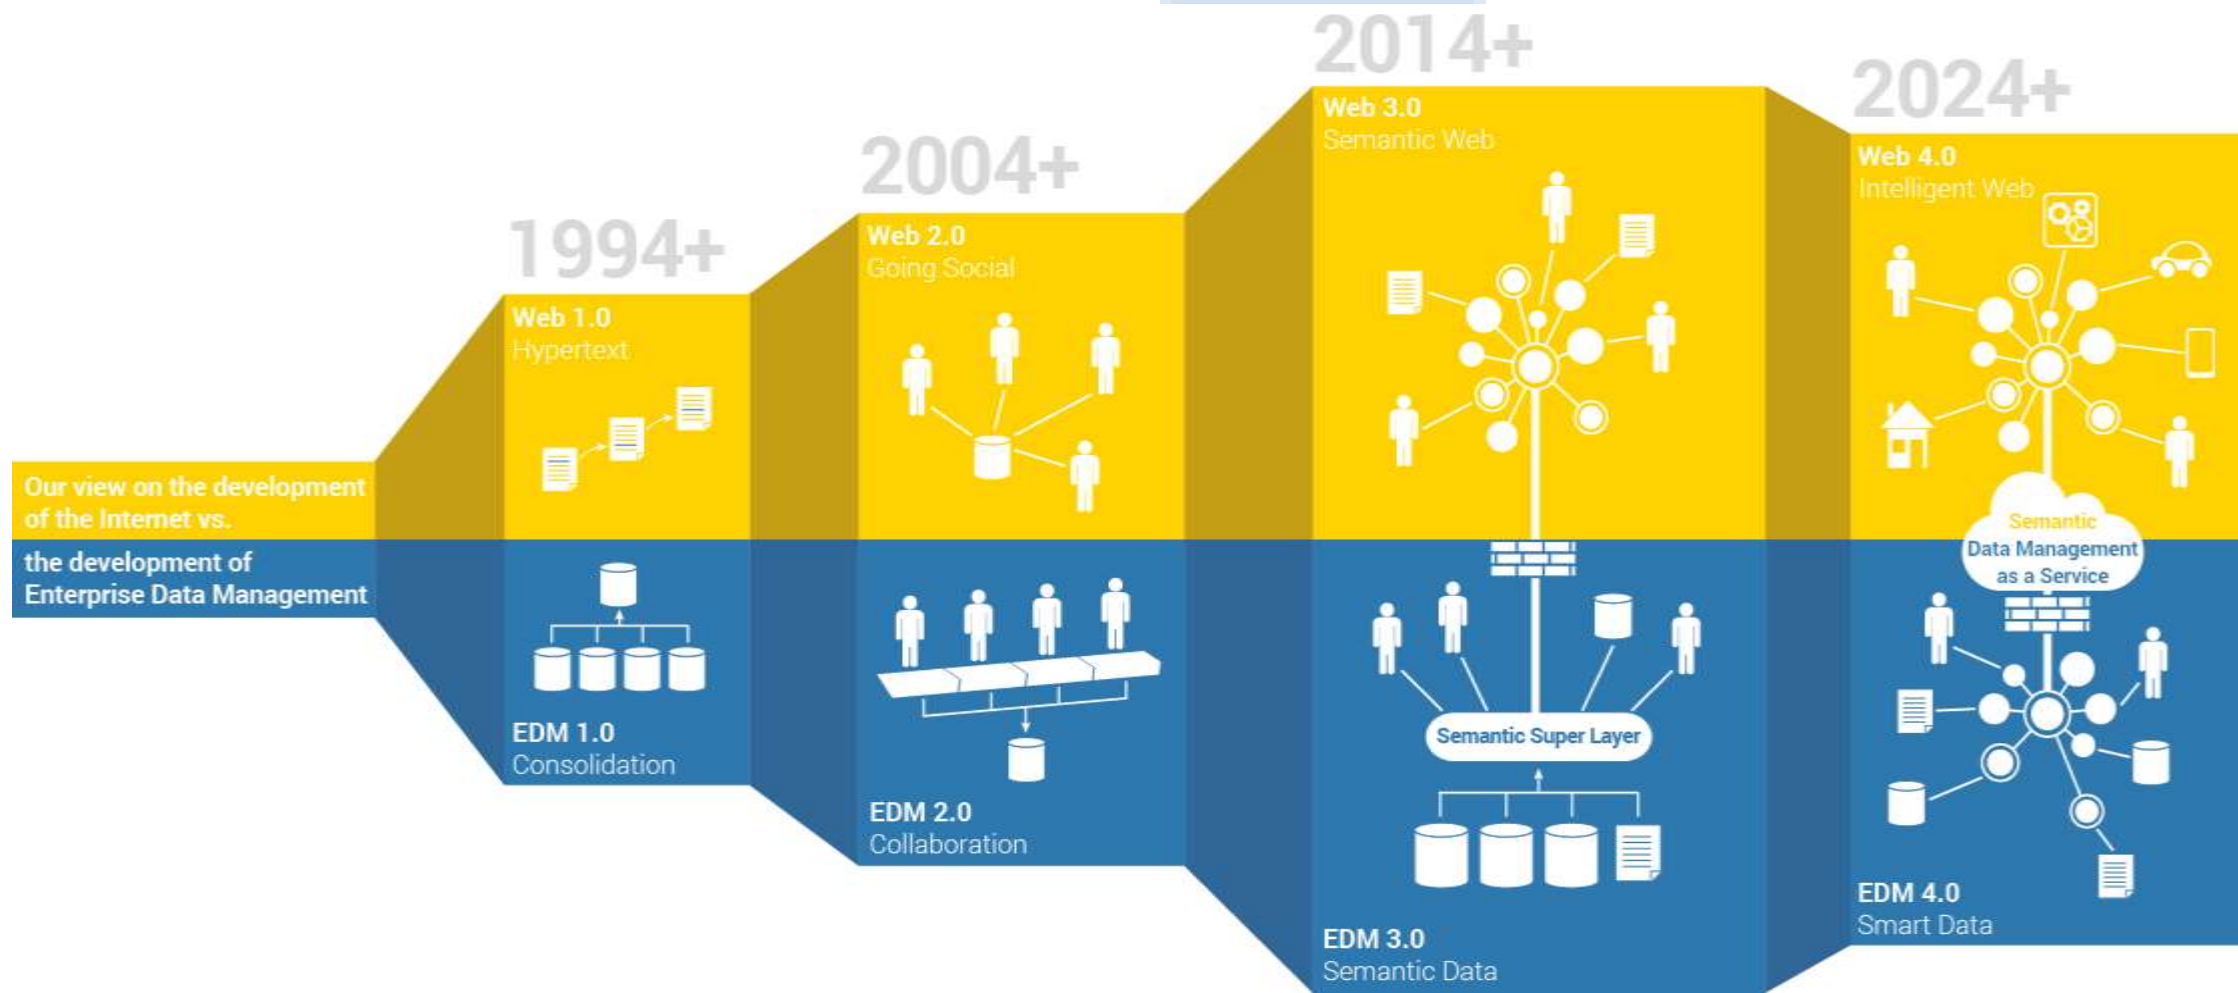 Our view on the development
of the Internet vs.
the development of
Enterprise Data Management
1994+
Web 1.0
Hypertext
EDM 1.0
Consolidation
2004+
Web 2.0
Going Social
EDM 2.0
Collaboration
2014+
Web 3.0
Semantic Web
Semantic Super Layer
EDM 3.0
Semantic Data
2024+
Web 4.0
Intelligent Web
Semantic
Data Management
as a Service
EDM 4.0
Smart Data